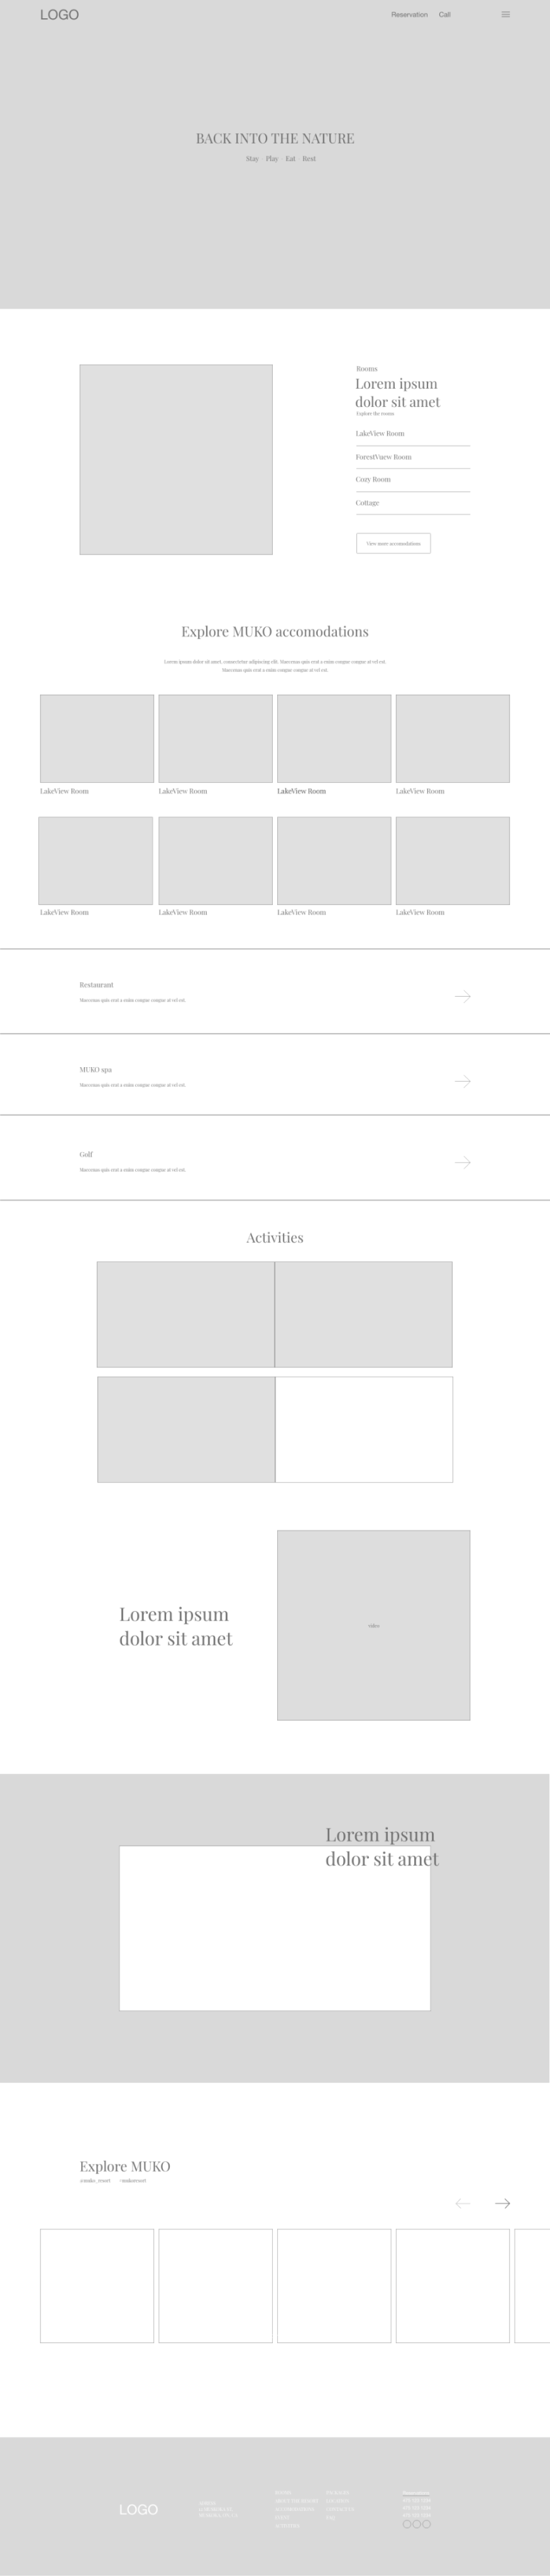 LOGO
Reservation Call
BACK INTO THE NATURE
Stay Play Eat Rest
Rooms
Lorem ipsum
dolor sit amet
Explore the rooms
LakeView Room
ForestVuew Room
Cozy Room
Cottage
View more accomodations
Explore MUKO accomodations
Lorem ipsum dolor sit amet, consectetur adipiscing elit. Maecenas quis erat a enim congue congue at vel est.
Maecenas quis erat a enim congue congue at vel est.
LakeView Room LakeView Room LakeView Room LakeView Room
LakeView Room LakeView Room LakeView Room LakeView Room
Restaurant
Maecenas quis erat a enim congue congue at vel est.
MUKO spa
Maecenas quis erat a enim congue congue at vel est.
Golf
Maecenas quis erat a enim congue congue at vel est.
Activities
Lorem ipsum
dolor sit amet
video
Lorem ipsum
dolor sit amet
Explore MUKO
LOGO